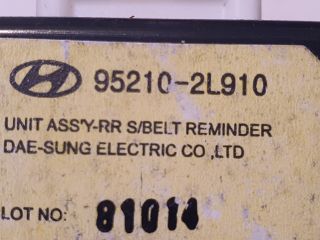 95210-2L910
UNIT ASS'Y-RR S/BELT REMINDER
DAE-SUNG ELECTRIC CO ,LTD
LOT NO: 81014